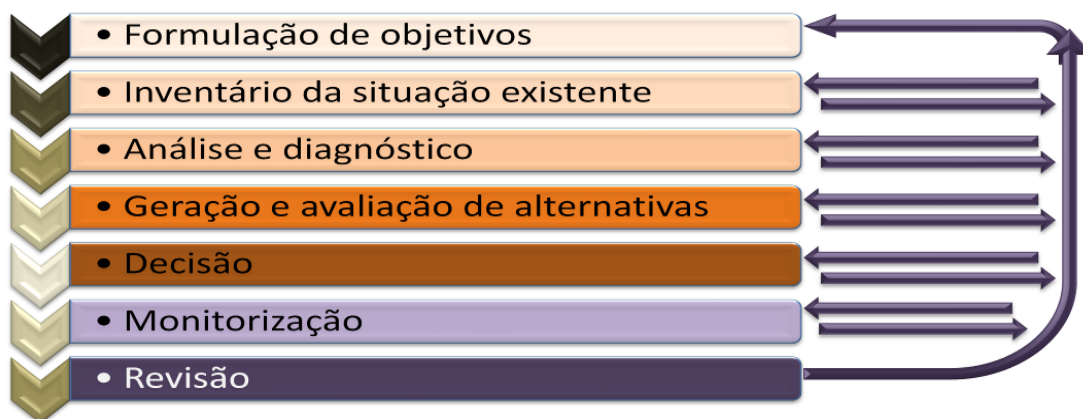 • Formulação de objetivos
• Inventário da situação existente
• Análise e diagnóstico
• Geração e avaliação de alternativas
• Decisão
• Monitorização
• Revisão